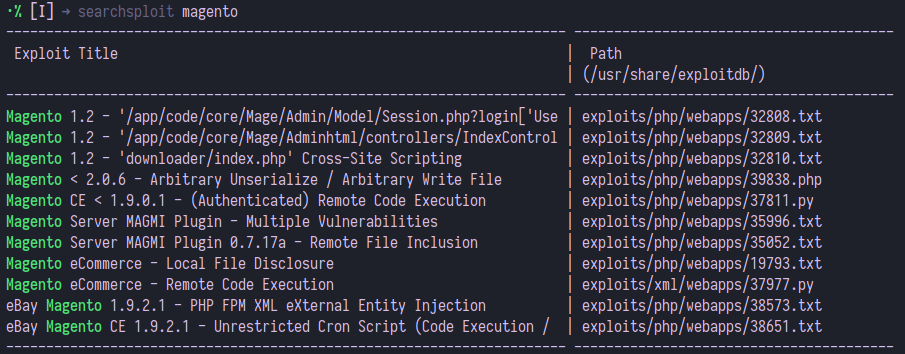 ·% [I] → searchsploit magento
---------------------------------------------------------------------- ----------------------------------------
 Exploit Title | Path
 | (/usr/share/exploitdb/)
---------------------------------------------------------------------- ----------------------------------------
Magento 1.2 - '/app/code/core/Mage/Admin/Model/Session.php?login['Use | exploits/php/webapps/32808.txt
Magento 1.2 - '/app/code/core/Mage/Adminhtml/controllers/IndexControl | exploits/php/webapps/32809.txt
Magento 1.2 - 'downloader/index.php' Cross-Site Scripting | exploits/php/webapps/32810.txt
Magento < 2.0.6 - Arbitrary Unserialize / Arbitrary Write File | exploits/php/webapps/39838.php
Magento CE < 1.9.0.1 - (Authenticated) Remote Code Execution | exploits/php/webapps/37811.py
Magento Server MAGMI Plugin - Multiple Vulnerabilities | exploits/php/webapps/35996.txt
Magento Server MAGMI Plugin 0.7.17a - Remote File Inclusion | exploits/php/webapps/35052.txt
Magento eCommerce - Local File Disclosure | exploits/php/webapps/19793.txt
Magento eCommerce - Remote Code Execution | exploits/xml/webapps/37977.py
eBay Magento 1.9.2.1 - PHP FPM XML eXternal Entity Injection | exploits/php/webapps/38573.txt
eBay Magento CE 1.9.2.1 - Unrestricted Cron Script (Code Execution / | exploits/php/webapps/38651.txt
---------------------------------------------------------------------- ----------------------------------------